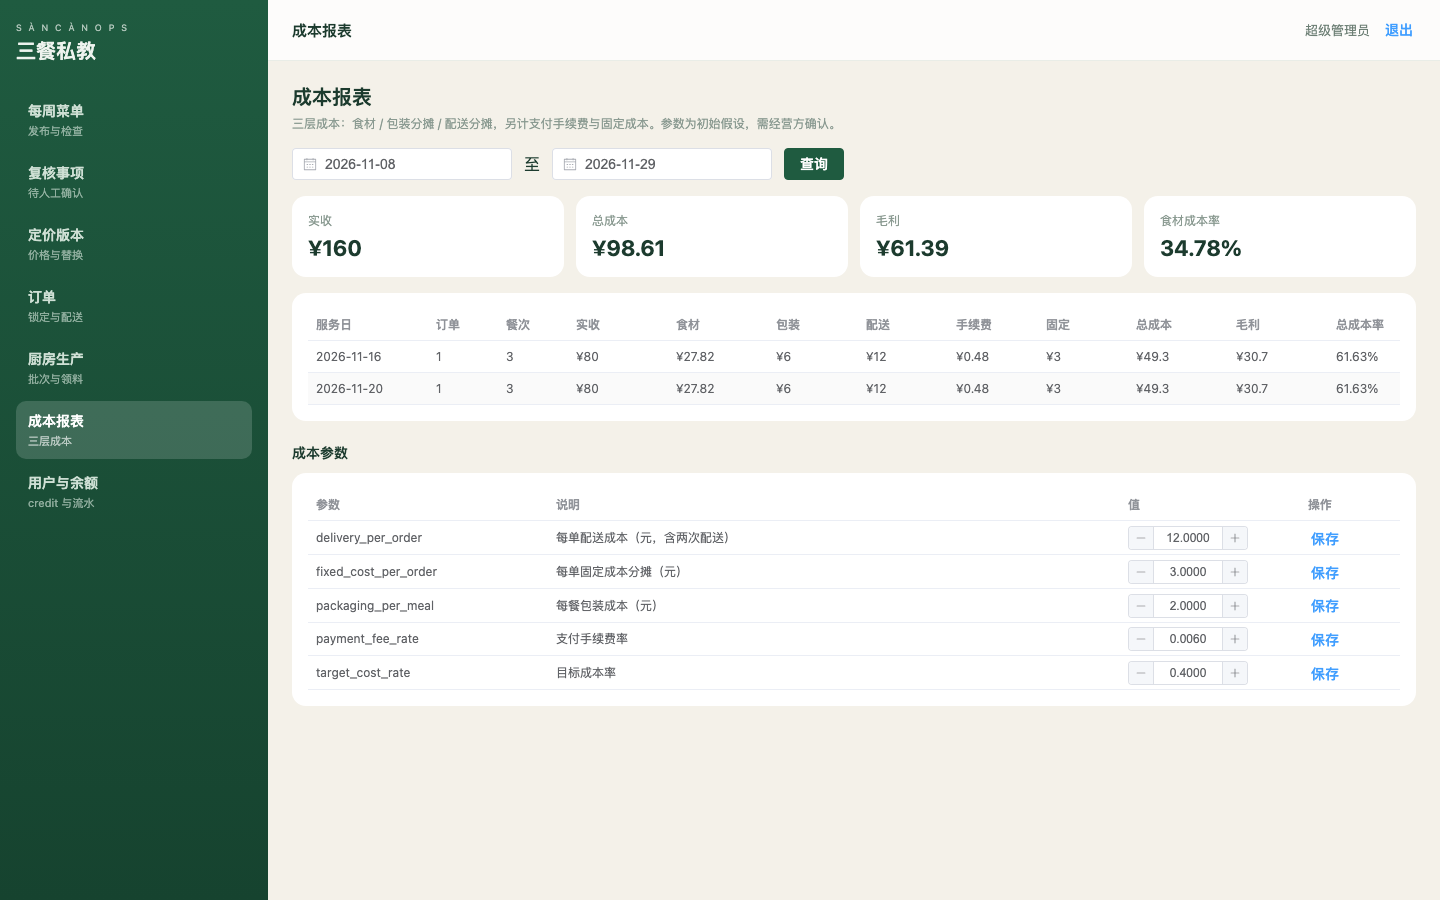 SÀNCÀNOPS
三餐私教
每周菜单
发布与检查
复核事项
待人工确认
定价版本
价格与替换
订单
锁定与配送
厨房生产
批次与领料
成本报表
三层成本
用户与余额
credit 与流水
成本报表
超级管理员 退出
成本报表
三层成本：食材 / 包装分摊 / 配送分摊，另计支付手续费与固定成本。参数为初始假设，需经营方确认。
2026-11-08 至 2026-11-29 查询
实收 总成本 毛利 食材成本率
¥160 ¥98.61 ¥61.39 34.78%
服务日 订单 餐次 实收 食材 包装 配送 手续费 固定 总成本 毛利 总成本率
2026-11-16 1 3 ¥80 ¥27.82 ¥6 ¥12 ¥0.48 ¥3 ¥49.3 ¥30.7 61.63%
2026-11-20 1 3 ¥80 ¥27.82 ¥6 ¥12 ¥0.48 ¥3 ¥49.3 ¥30.7 61.63%
成本参数
参数 说明 值 操作
delivery_per_order 每单配送成本（元，含两次配送） − 12.0000 + 保存
fixed_cost_per_order 每单固定成本分摊（元） − 3.0000 + 保存
packaging_per_meal 每餐包装成本（元） − 2.0000 + 保存
payment_fee_rate 支付手续费率 − 0.0060 + 保存
target_cost_rate 目标成本率 − 0.4000 + 保存